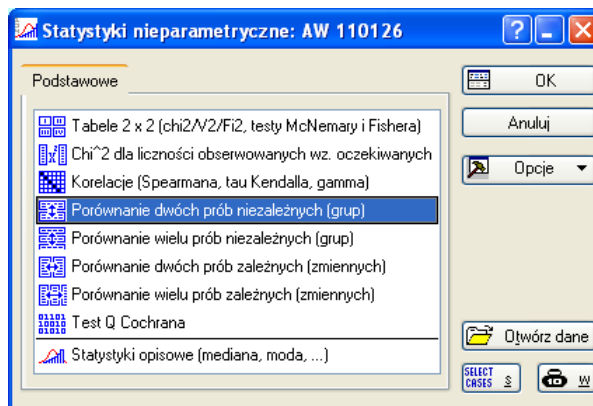 Statystyki nieparametryczne: AW 110126
Podstawowe
Tabele 2 x 2 (chi2/V2/Fi2, testy McNemary i Fishera)
Chi^2 dla liczności obserwowanych wz. oczekiwanych
Korelacje (Spearmana, tau Kendalla, gamma)
Porównanie dwóch prób niezależnych (grup)
Porównanie wielu prób niezależnych (grup)
Porównanie dwóch prób zależnych (zmiennych)
Porównanie wielu prób zależnych (zmiennych)
Test Q Cochrana
Statystyki opisowe (mediana, moda, ...)
OK
Anuluj
Opcje
Otwórz dane
SELECT CASES S
W